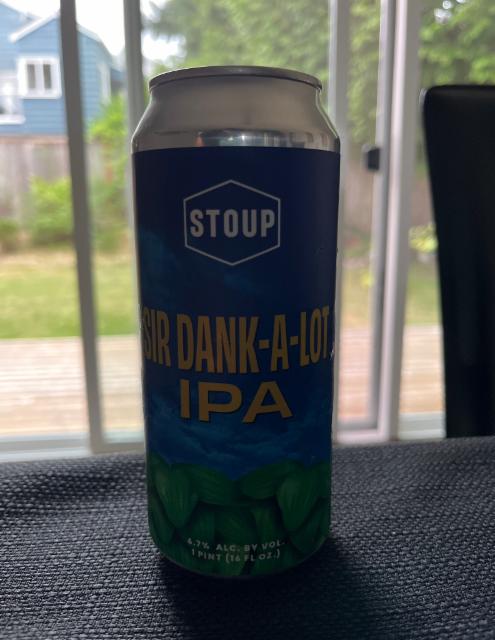 STOUP
SIR DANK-A-LOT
IPA
6.7% ALC. BY VOL.
1 PINT (16 FL OZ.)